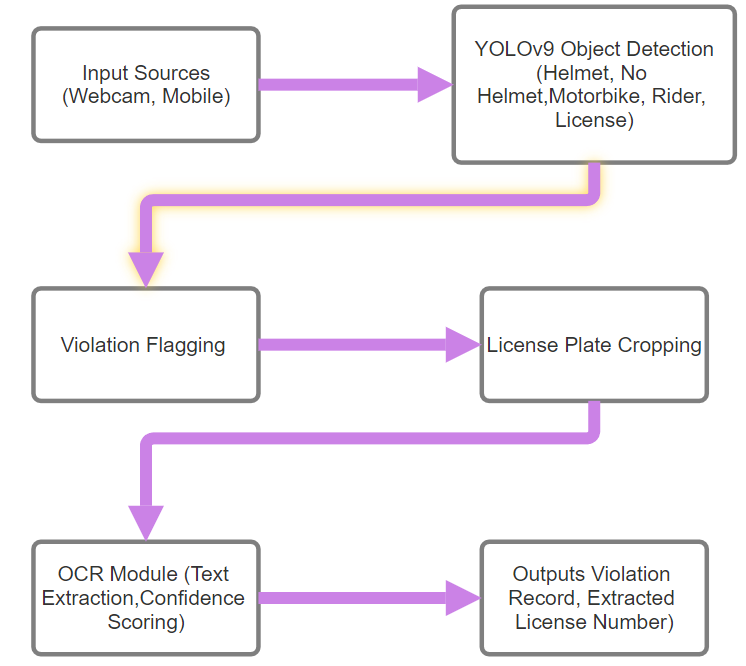 Input Sources
(Webcam, Mobile)
YOLOv9 Object Detection
(Helmet, No
Helmet,Motorbike, Rider,
License)
Violation Flagging
License Plate Cropping
OCR Module (Text
Extraction,Confidence
Scoring)
Outputs Violation
Record, Extracted
License Number)